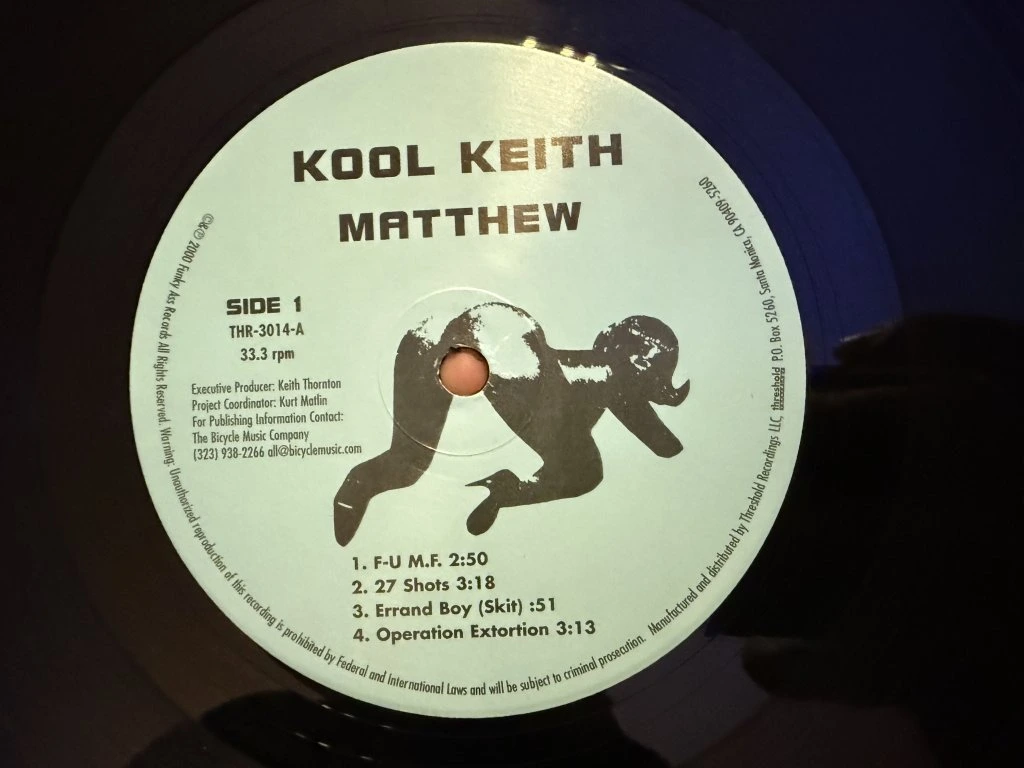 KOOL KEITH
MATTHEW
SIDE 1
THR-3014-A
33.3 rpm
Executive Producer: Keith Thornton
Project Coordinator: Kurt Matlin
For Publishing Information Contact:
The Bicycle Music Company
(323) 938-2266 all@bicyclemusic.com
1. F-U M.F. 2:50
2. 27 Shots 3:18
3. Errand Boy (Skit) :51
4. Operation Extortion 3:13
©&℗ 2000 Funky Ass Records All Rights Reserved. Warning: Unauthorized reproduction of this recording is prohibited by Federal and International Laws and will be subject to criminal prosecution. Manufactured and distributed by Threshold Recordings LLC, threshold P.O. Box 5260, Santa Monica, CA 90409-5260